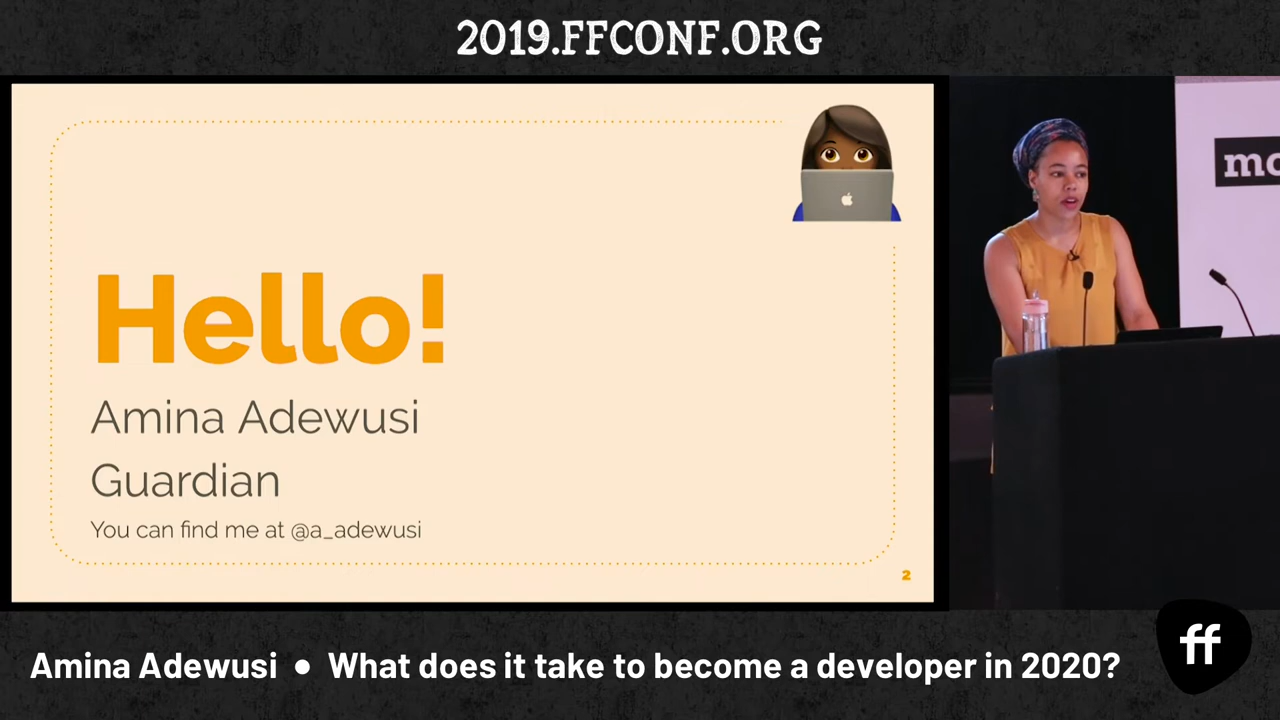 2019.FFCONF.ORG
Hello!
Amina Adewusi
Guardian
You can find me at @a_adewusi
2
mo
Amina Adewusi ● What does it take to become a developer in 2020?
ff